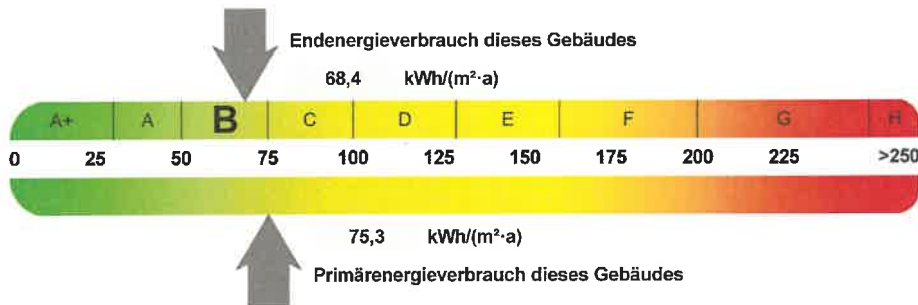 Endenergieverbrauch dieses Gebäudes
68,4 kWh/(m²·a)
A+ A B C D E F G H
0 25 50 75 100 125 150 175 200 225 >250
75,3 kWh/(m²·a)
Primärenergieverbrauch dieses Gebäudes